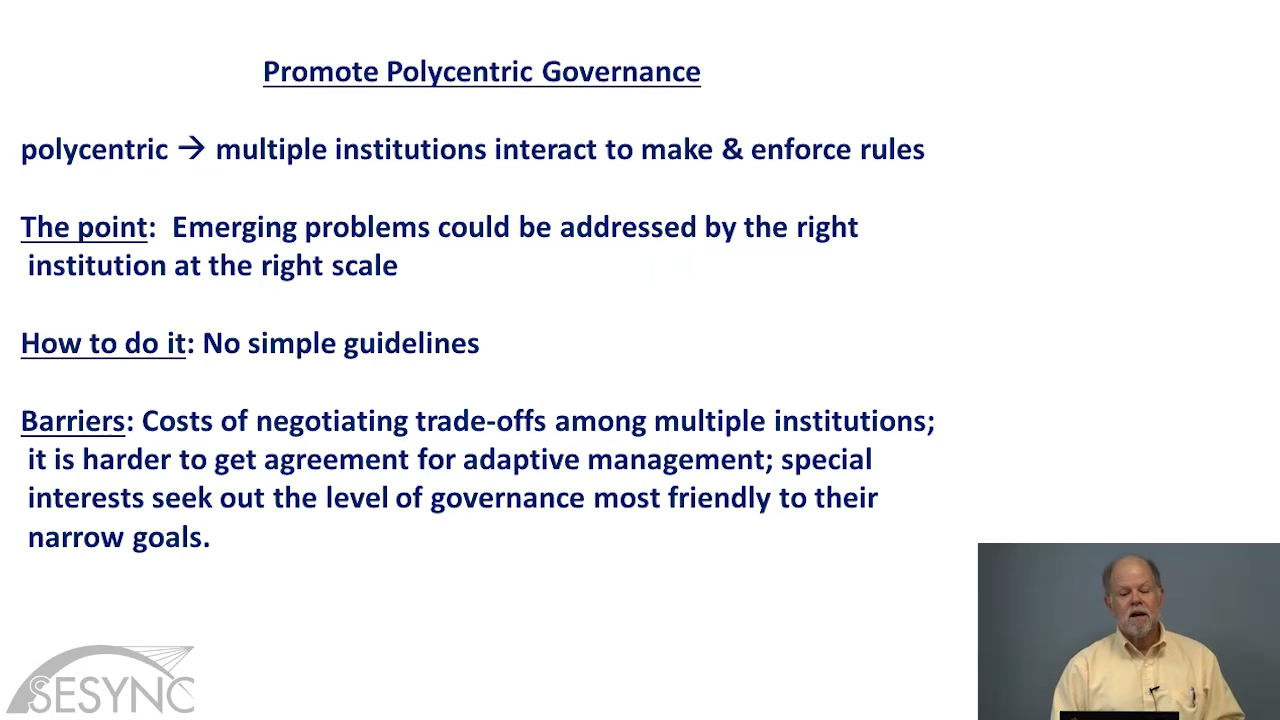 Promote Polycentric Governance
polycentric → multiple institutions interact to make & enforce rules
The point: Emerging problems could be addressed by the right
institution at the right scale
How to do it: No simple guidelines
Barriers: Costs of negotiating trade-offs among multiple institutions;
it is harder to get agreement for adaptive management; special
interests seek out the level of governance most friendly to their
narrow goals.
SESYNC